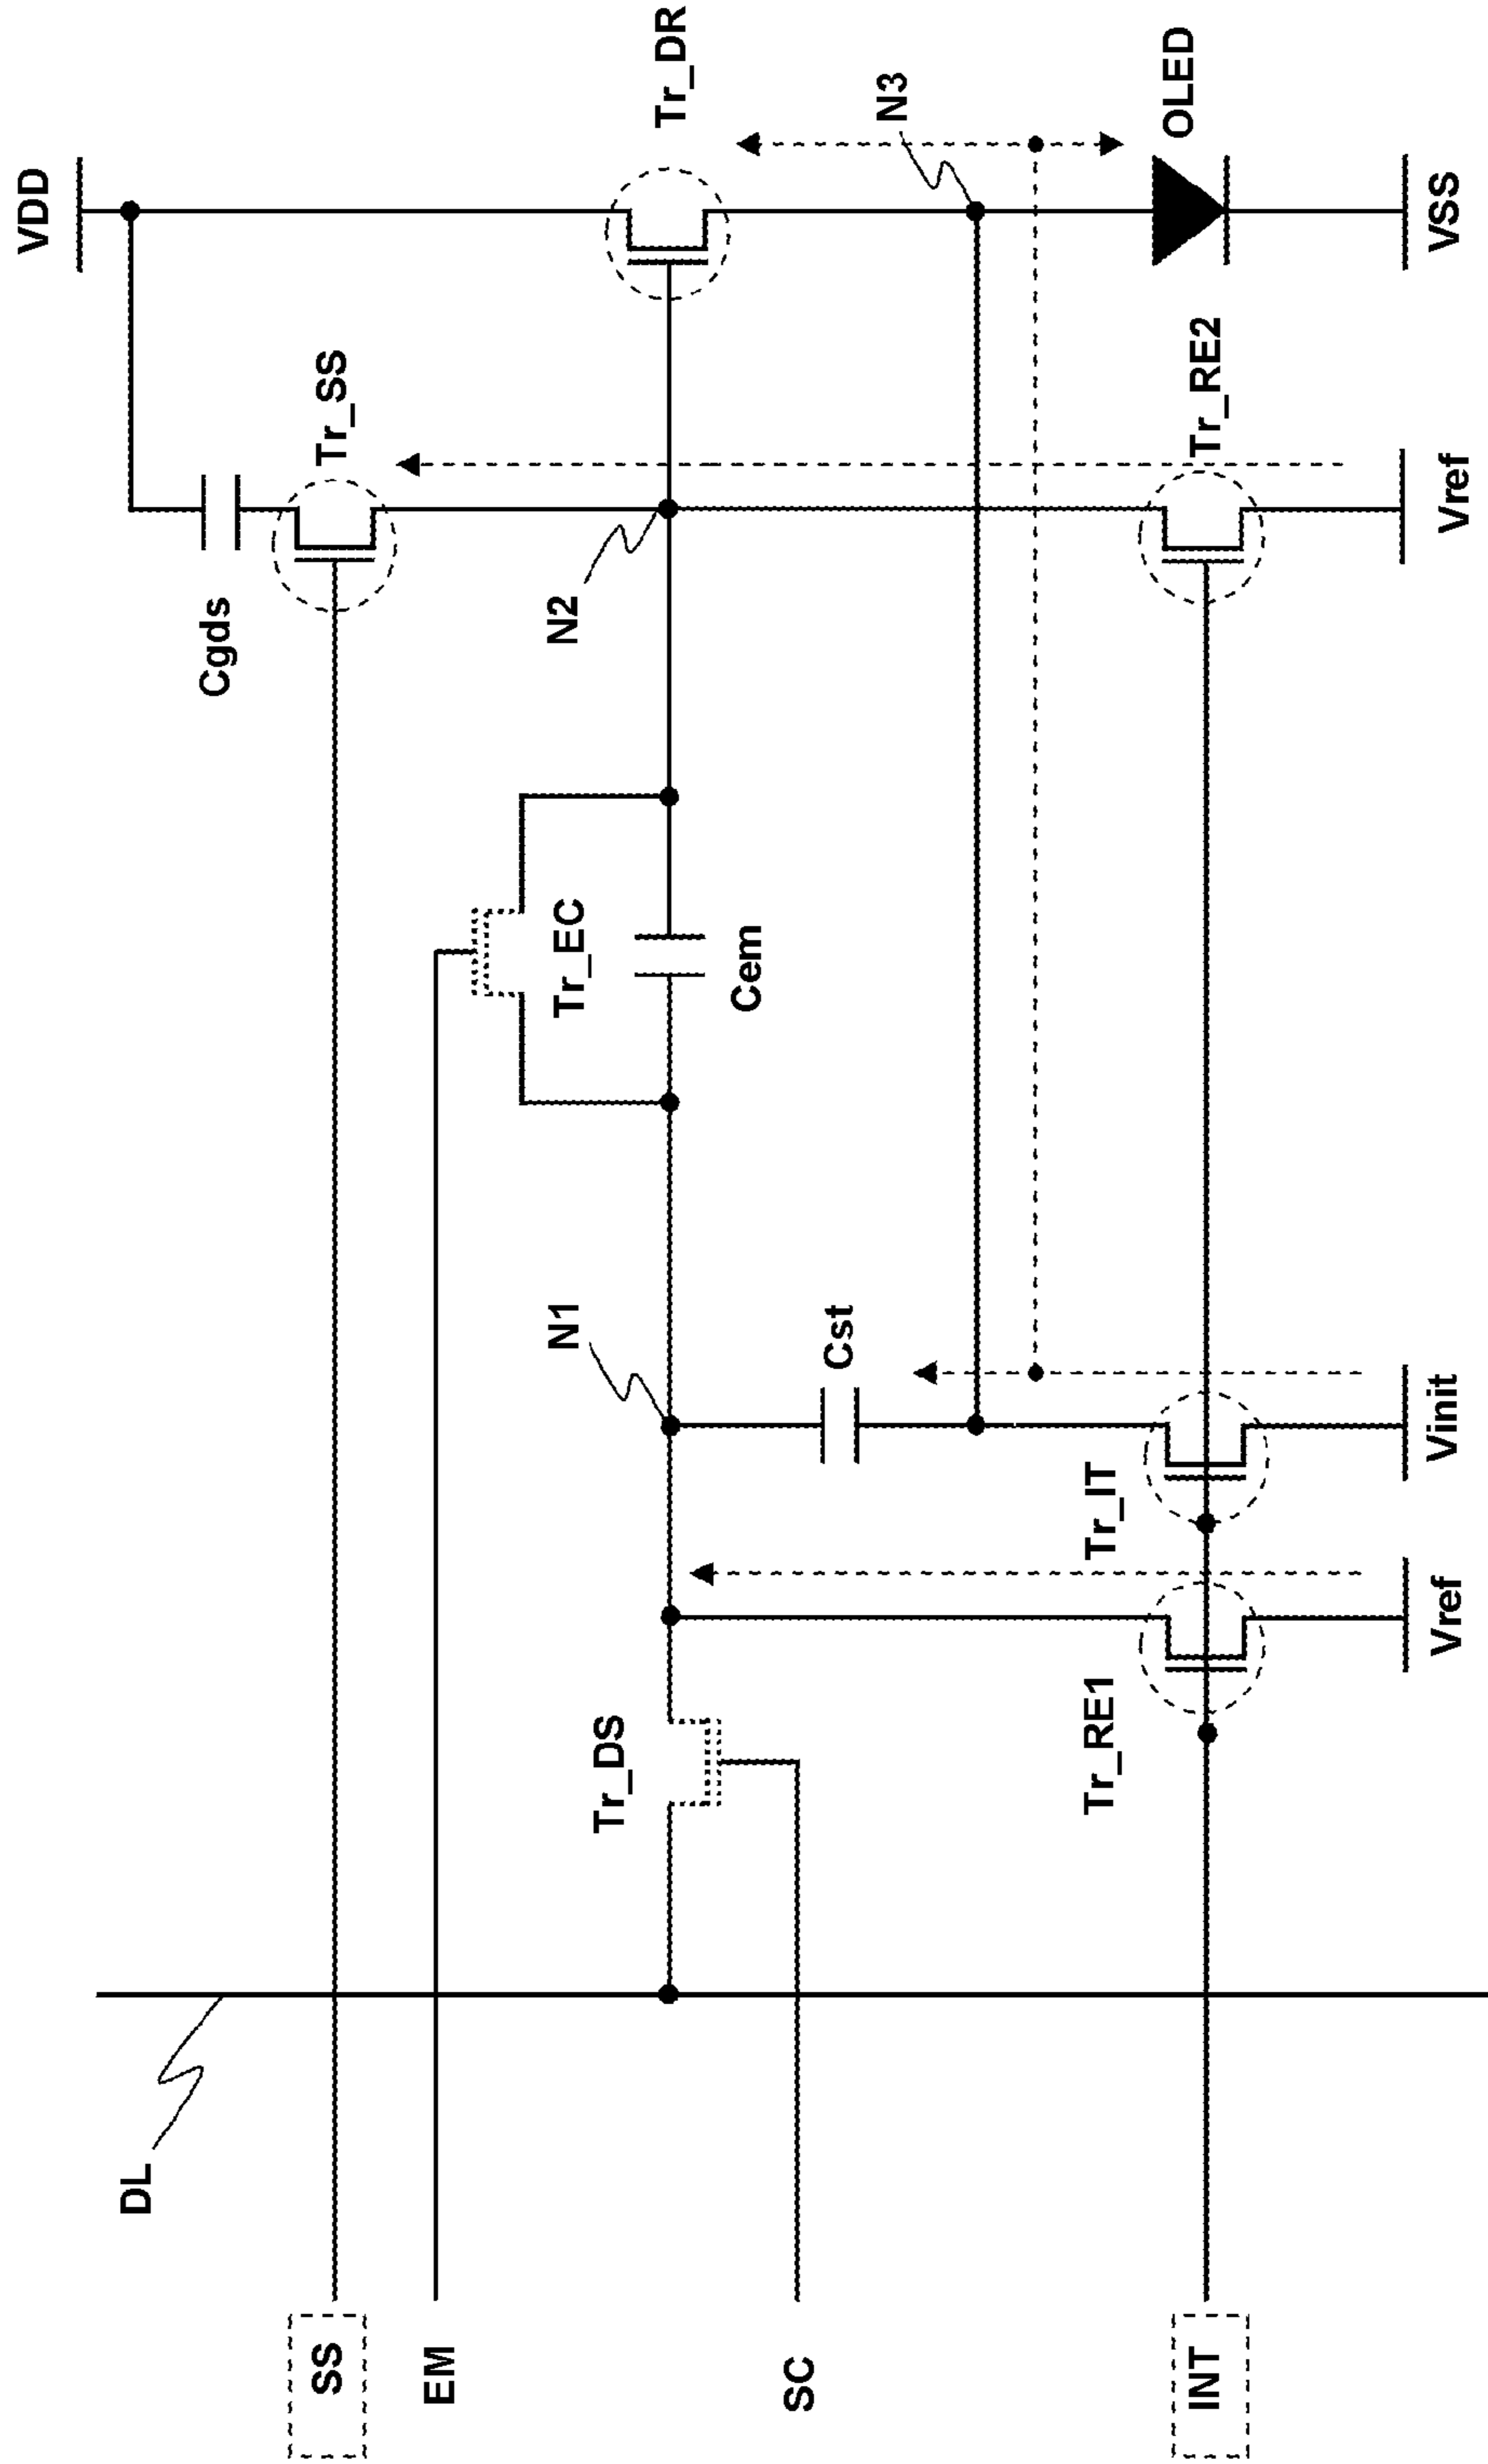 VDD
Cgds
Tr_SS
Tr_DR
N3
OLED
VSS
N2
Tr_RE2
Vref
Tr_EC
Cem
N1
Cst
Tr_IT
Vinit
Tr_DS
Tr_RE1
Vref
DL
SS
EM
SC
INT